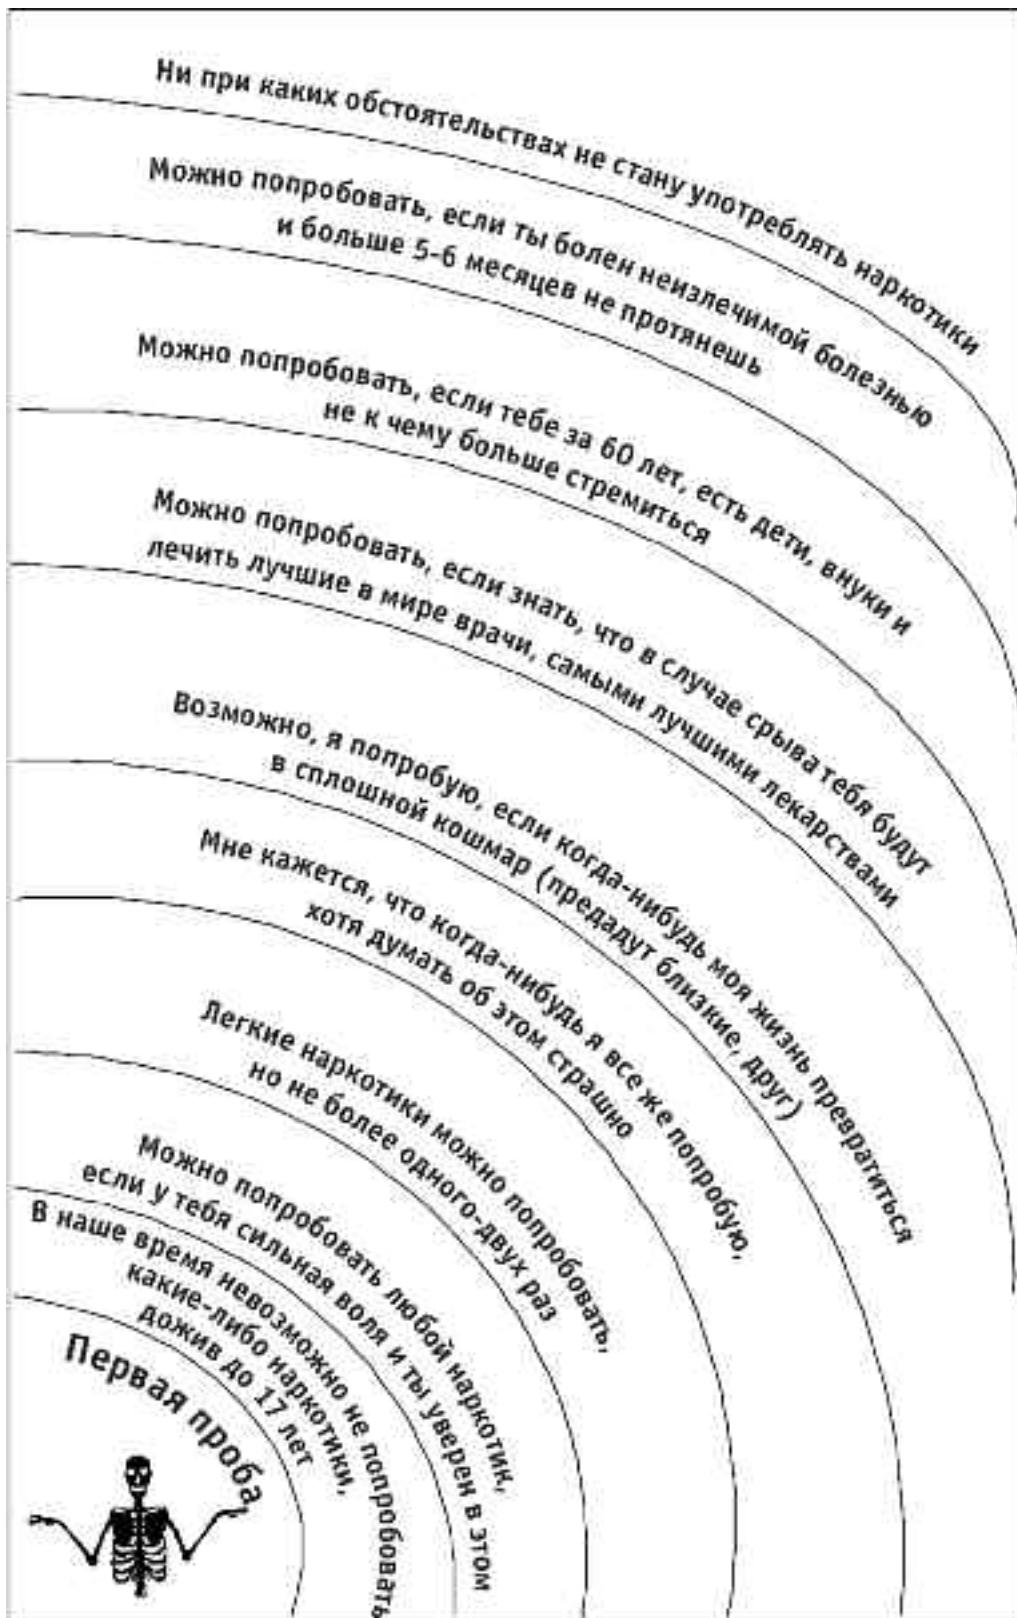 Ни при каких обстоятельствах не стану употреблять наркотики
Можно попробовать, если ты болен неизлечимой болезнью
и больше 5-6 месяцев не протянешь
Можно попробовать, если тебе за 60 лет, есть дети, внуки и
не к чему больше стремиться
Можно попробовать, если знать, что в случае срыва тебя будут
лечить лучшие в мире врачи, самыми лучшими лекарствами
Возможно, я попробую, если когда-нибудь моя жизнь превратиться
в сплошной кошмар (предадут близкие, друг)
Мне кажется, что когда-нибудь я все же попробую,
хотя думать об этом страшно
Легкие наркотики можно попробовать,
но не более одного-двух раз
Можно попробовать любой наркотик,
если у тебя сильная воля и ты уверен в этом
В наше время невозможно не попробовать
какие-либо наркотики,
дожив до 17 лет
Первая проба